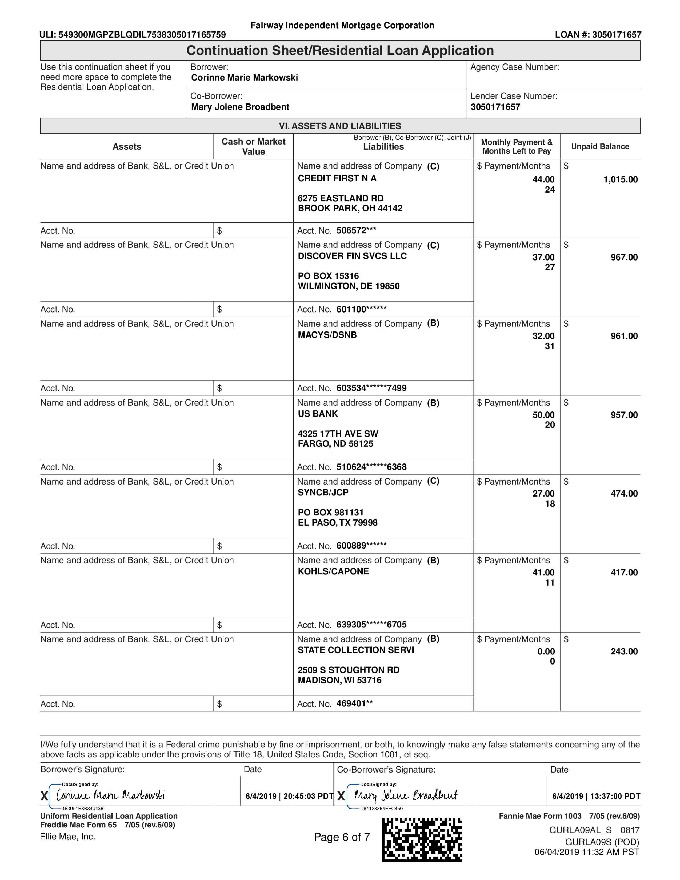 Fairway Independent Mortgage Corporation
ULI: 549300MGPZBLQDIL7538305017165759 LOAN #: 3050171657
Continuation Sheet/Residential Loan Application
Use this continuation sheet if you need more space to complete the Residential Loan Application.
Borrower:
Corinne Marie Markowski
Agency Case Number:
Co-Borrower:
Mary Jolene Broadbent
Lender Case Number:
3050171657
VI. ASSETS AND LIABILITIES
Assets
Cash or Market Value
Borrower (B), Co-Borrower (C), Joint (J)
Liabilities
Monthly Payment & Months Left to Pay
Unpaid Balance
Name and address of Bank, S&L, or Credit Union Name and address of Company (C) $ Payment/Months $
CREDIT FIRST N A 44.00 1,015.00
24
6275 EASTLAND RD
BROOK PARK, OH 44142
Acct. No. $ Acct. No. 506572***
Name and address of Bank, S&L, or Credit Union Name and address of Company (C) $ Payment/Months $
DISCOVER FIN SVCS LLC 37.00 967.00
27
PO BOX 15316
WILMINGTON, DE 19850
Acct. No. $ Acct. No. 601100******
Name and address of Bank, S&L, or Credit Union Name and address of Company (B) $ Payment/Months $
MACYS/DSNB 32.00 961.00
31
Acct. No. $ Acct. No. 603534******7499
Name and address of Bank, S&L, or Credit Union Name and address of Company (B) $ Payment/Months $
US BANK 50.00 957.00
20
4325 17TH AVE SW
FARGO, ND 58125
Acct. No. $ Acct. No. 510624******6368
Name and address of Bank, S&L, or Credit Union Name and address of Company (C) $ Payment/Months $
SYNCB/JCP 27.00 474.00
18
PO BOX 981131
EL PASO, TX 79998
Acct. No. $ Acct. No. 600889******
Name and address of Bank, S&L, or Credit Union Name and address of Company (B) $ Payment/Months $
KOHLS/CAPONE 41.00 417.00
11
Acct. No. $ Acct. No. 639305******6705
Name and address of Bank, S&L, or Credit Union Name and address of Company (B) $ Payment/Months $
STATE COLLECTION SERVI 0.00 243.00
0
2509 S STOUGHTON RD
MADISON, WI 53716
Acct. No. $ Acct. No. 469401**
I/We fully understand that it is a Federal crime punishable by fine or imprisonment, or both, to knowingly make any false statements concerning any of the
above facts as applicable under the provisions of Title 18, United States Code, Section 1001, et seq.
Borrower's Signature: Date Co-Borrower's Signature: Date
DocuSigned by: DocuSigned by:
X Corinne Marie Markowski 6/4/2019 | 20:45:03 PDT X Mary Jolene Broadbent 6/4/2019 | 13:37:00 PDT
Uniform Residential Loan Application
Freddie Mac Form 65 7/05 (rev.6/09)
Ellie Mae, Inc.
Page 6 of 7
Fannie Mae Form 1003 7/05 (rev.6/09)
GURLA09AL S 0817
GURLA09S (POD)
06/04/2019 11:32 AM PST